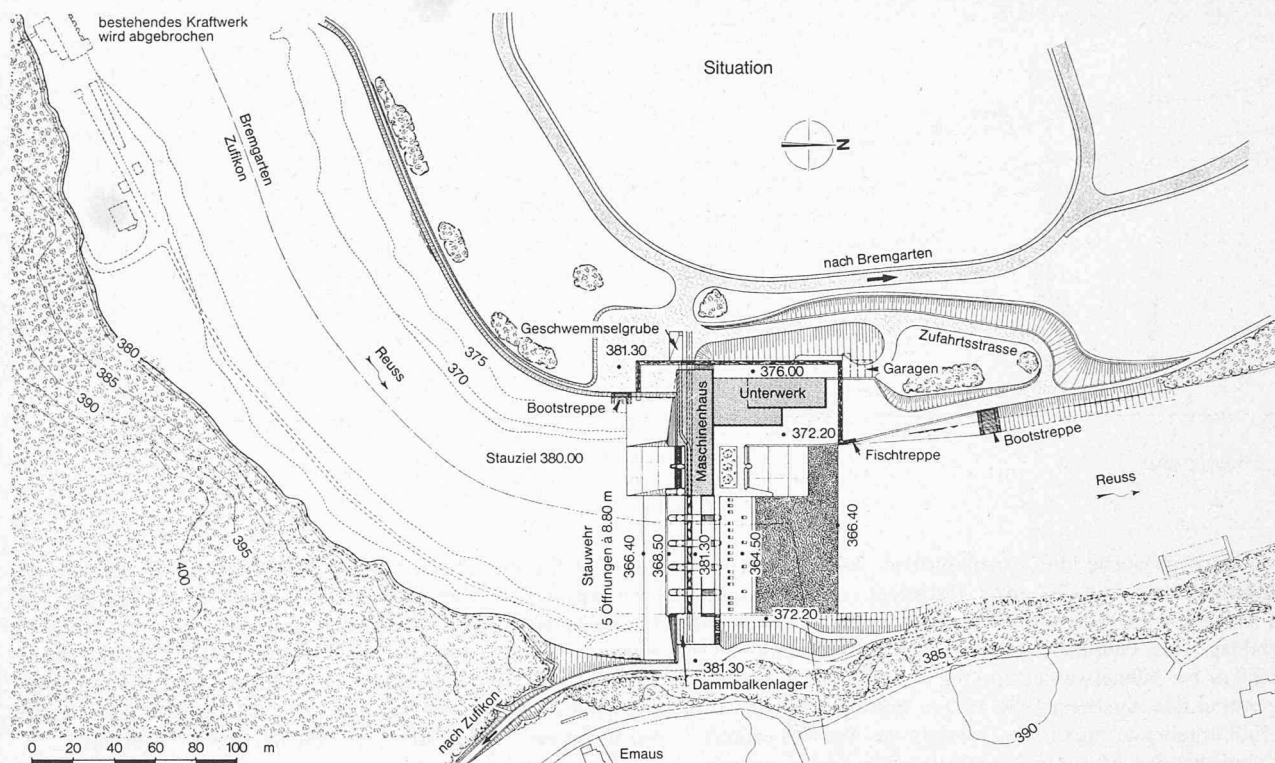 bestehendes Kraftwerk
wird abgebrochen
Situation
N
Bremgarten
Zufikon
nach Bremgarten
Geschwemmselgrube
381.30
376.00
Zufahrtsstrasse
Garagen
380
385
390
395
400
375
370
Reuss
Bootstreppe
Maschinenhaus
Unterwerk
372.20
Bootstreppe
Fischtreppe
Stauziel 380.00
Reuss
Stauwehr
5 Öffnungen à 8.80 m
366.40
368.50
381.30
364.50
366.40
372.20
381.30
Dammbalkenlager
385
390
nach Zufikon
Emaus
0 20 40 60 80 100 m